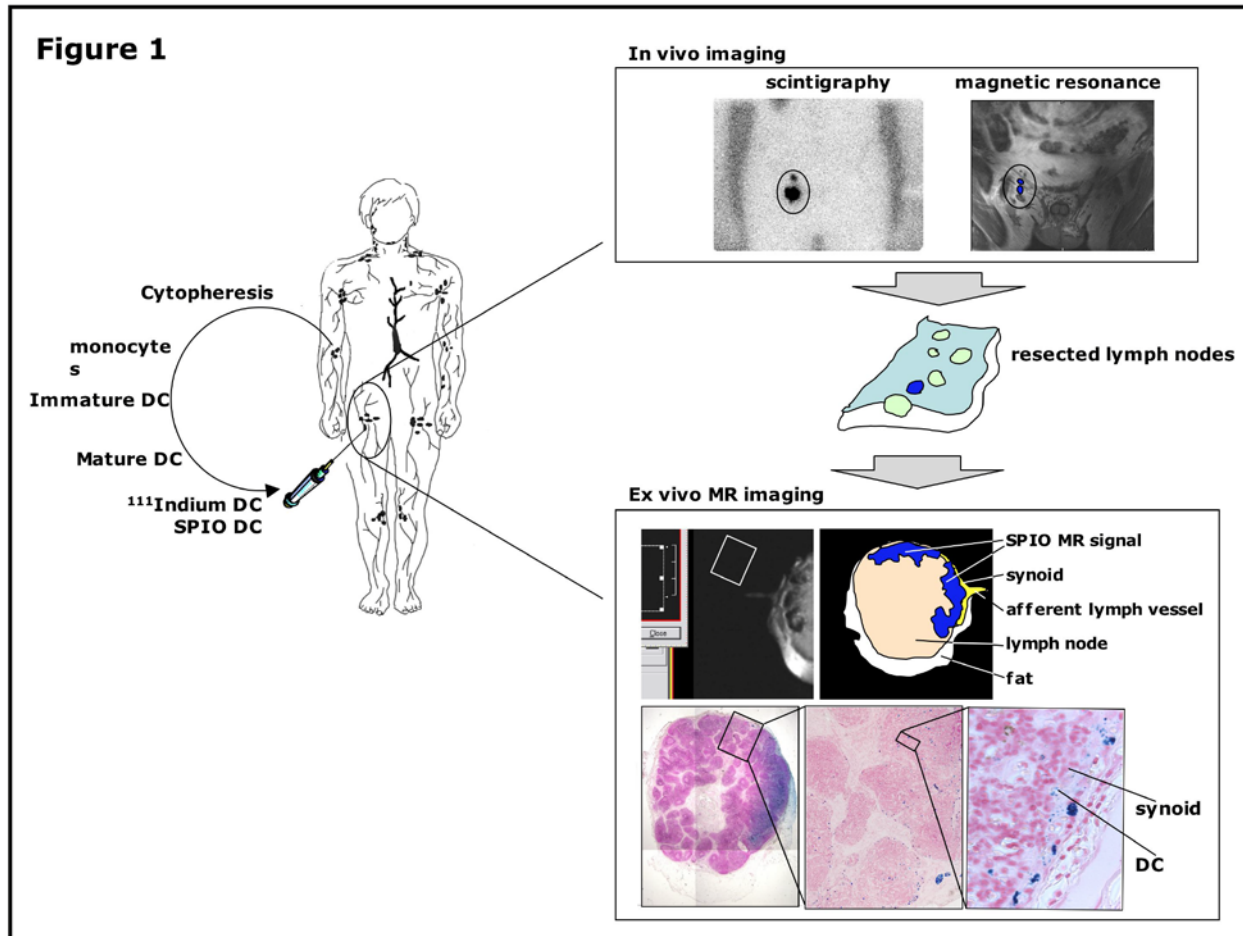 Figure 1
In vivo imaging
scintigraphy
magnetic resonance
Cytopheresis
monocyte
s
Immature DC
Mature DC
¹¹¹Indium DC
SPIO DC
resected lymph nodes
Ex vivo MR imaging
SPIO MR signal
synoid
afferent lymph vessel
lymph node
fat
Close
synoid
DC